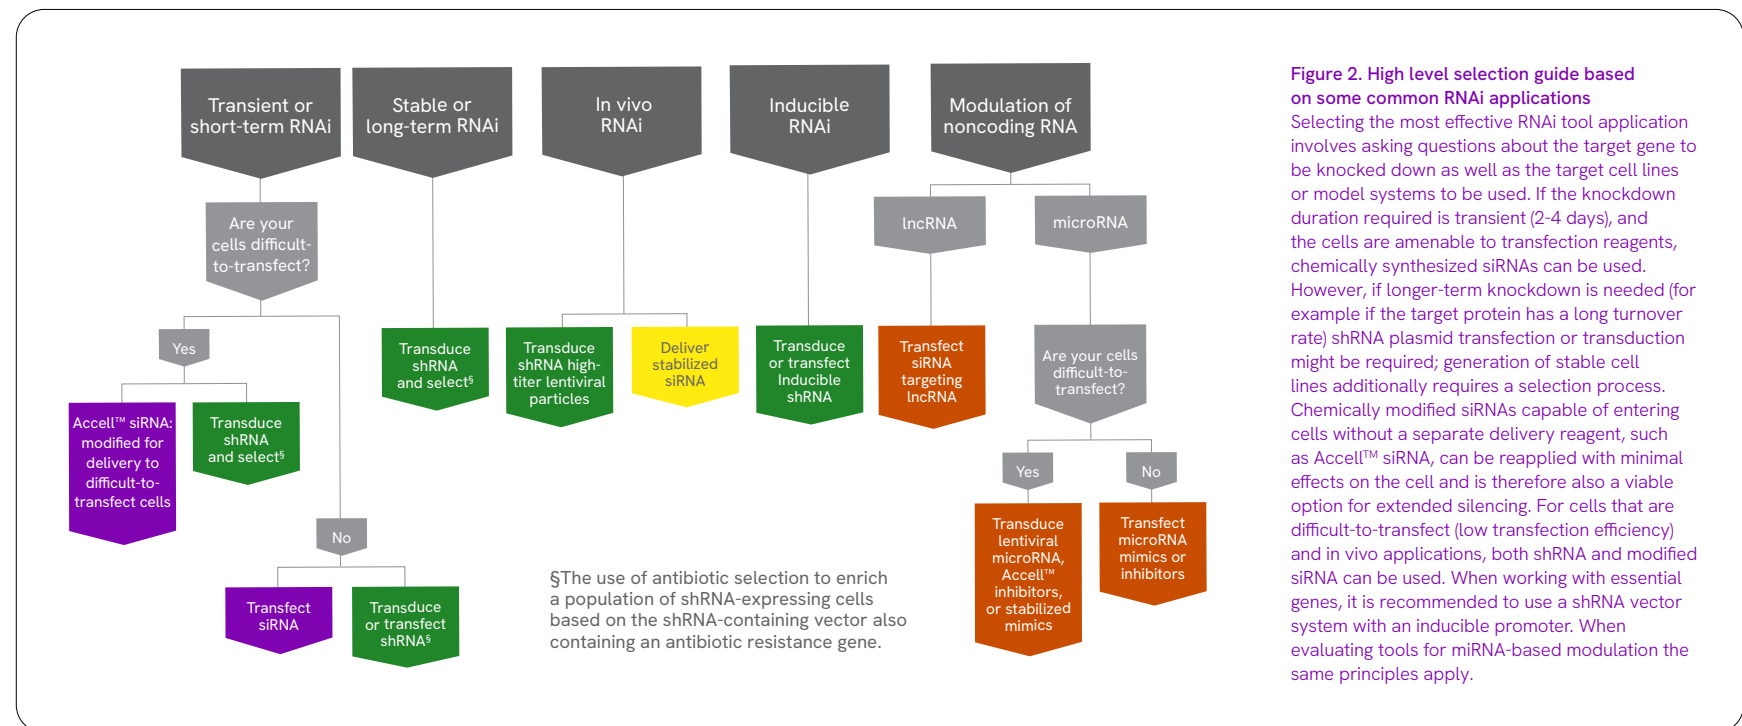 Transient or
short-term RNAi
Stable or
long-term RNAi
In vivo
RNAi
Inducible
RNAi
Modulation of
noncoding RNA
Are your
cells difficult-
to-transfect?
lncRNA
microRNA
Yes
Transduce
shRNA
and select§
Transduce
shRNA high-
titer lentiviral
particles
Deliver
stabilized
siRNA
Transduce
or transfect
Inducible
shRNA
Transfect
siRNA
targeting
lncRNA
Are your cells
difficult-to-
transfect?
Accell™ siRNA:
modified for
delivery to
difficult-to-
transfect cells
Transduce
shRNA
and select§
Yes
No
No
Transduce
lentiviral
microRNA,
Accell™
inhibitors,
or stabilized
mimics
Transfect
microRNA
mimics or
inhibitors
Transfect
siRNA
Transduce
or transfect
shRNA§
§The use of antibiotic selection to enrich
a population of shRNA-expressing cells
based on the shRNA-containing vector also
containing an antibiotic resistance gene.
Figure 2. High level selection guide based
on some common RNAi applications
Selecting the most effective RNAi tool application
involves asking questions about the target gene to
be knocked down as well as the target cell lines
or model systems to be used. If the knockdown
duration required is transient (2-4 days), and
the cells are amenable to transfection reagents,
chemically synthesized siRNAs can be used.
However, if longer-term knockdown is needed (for
example if the target protein has a long turnover
rate) shRNA plasmid transfection or transduction
might be required; generation of stable cell
lines additionally requires a selection process.
Chemically modified siRNAs capable of entering
cells without a separate delivery reagent, such
as Accell™ siRNA, can be reapplied with minimal
effects on the cell and is therefore also a viable
option for extended silencing. For cells that are
difficult-to-transfect (low transfection efficiency)
and in vivo applications, both shRNA and modified
siRNA can be used. When working with essential
genes, it is recommended to use a shRNA vector
system with an inducible promoter. When
evaluating tools for miRNA-based modulation the
same principles apply.